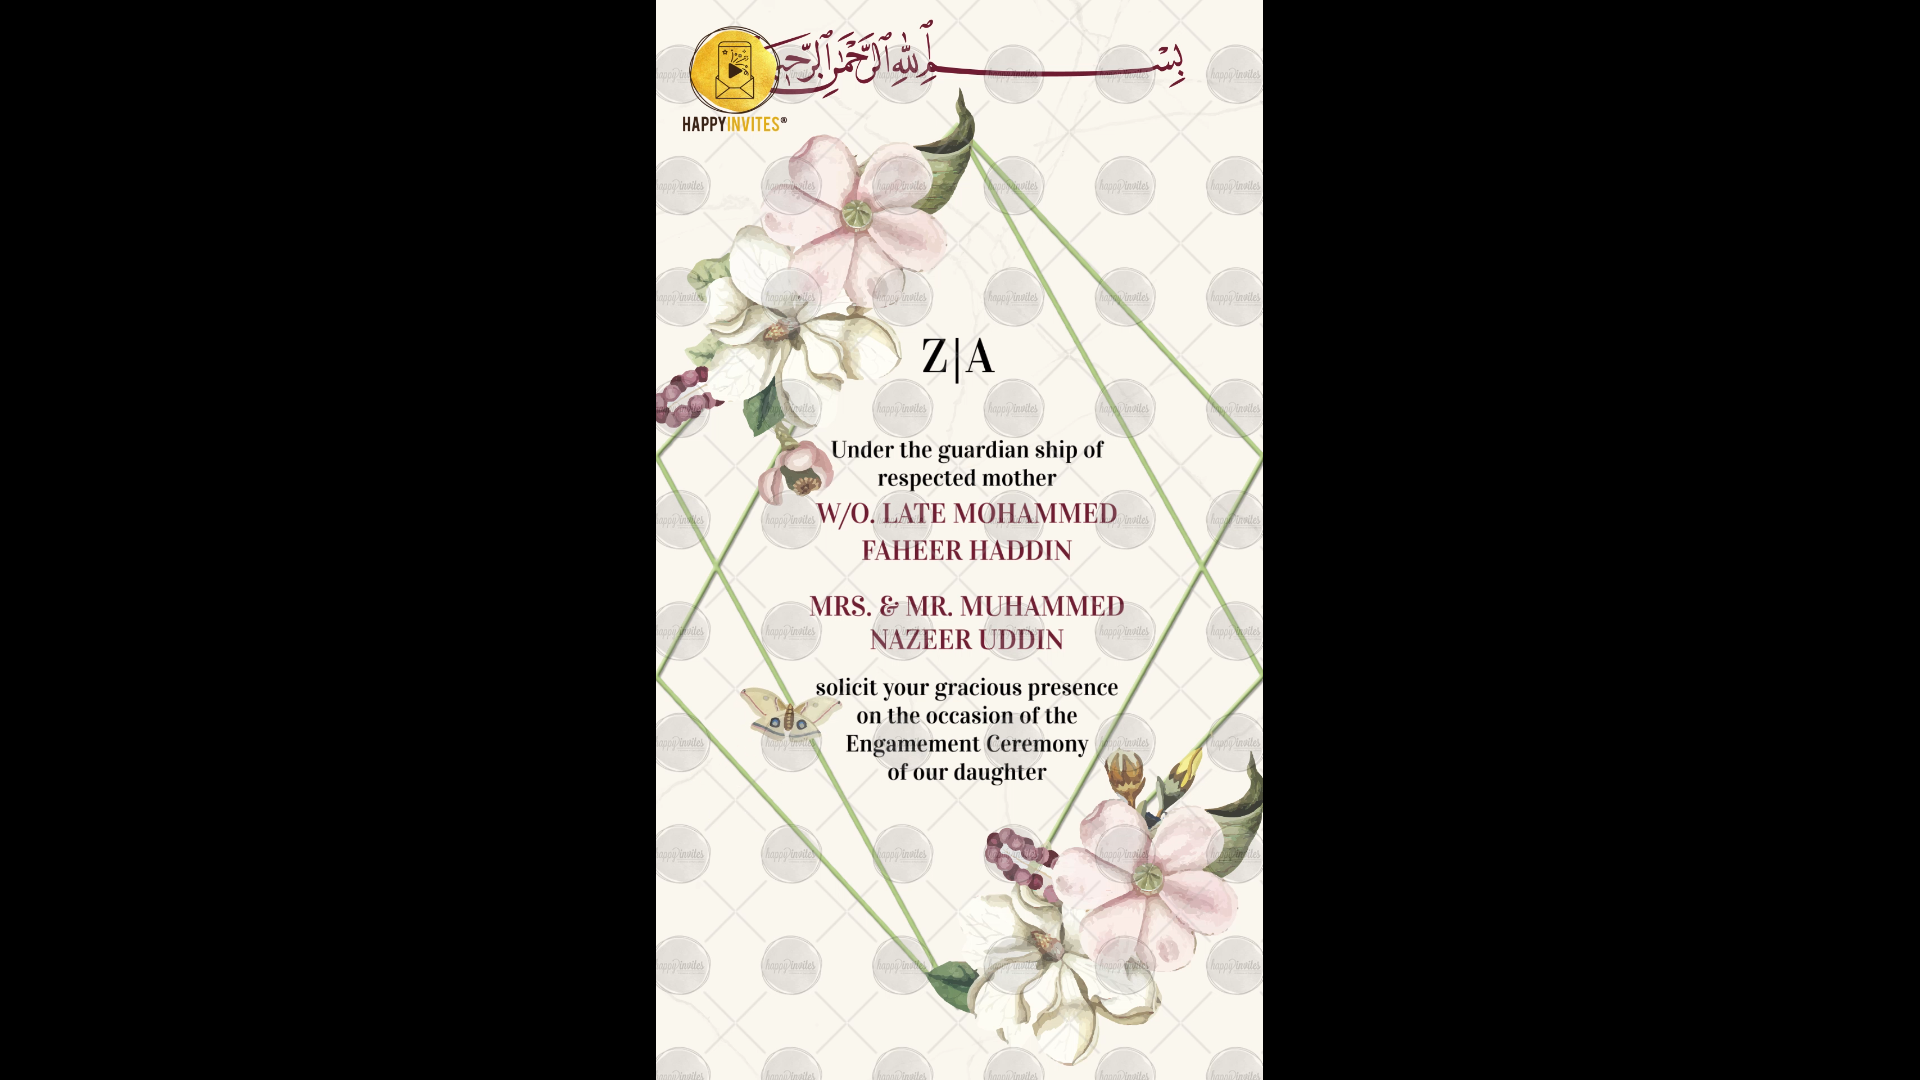 بِسْمِ ٱللَّهِ ٱلرَّحْمَٰنِ ٱلرَّحِيمِ
HAPPYINVITES®
Z|A
Under the guardian ship of
respected mother
W/O. LATE MOHAMMED
FAHEER HADDIN
MRS. & MR. MUHAMMED
NAZEER UDDIN
solicit your gracious presence
on the occasion of the
Engamement Ceremony
of our daughter